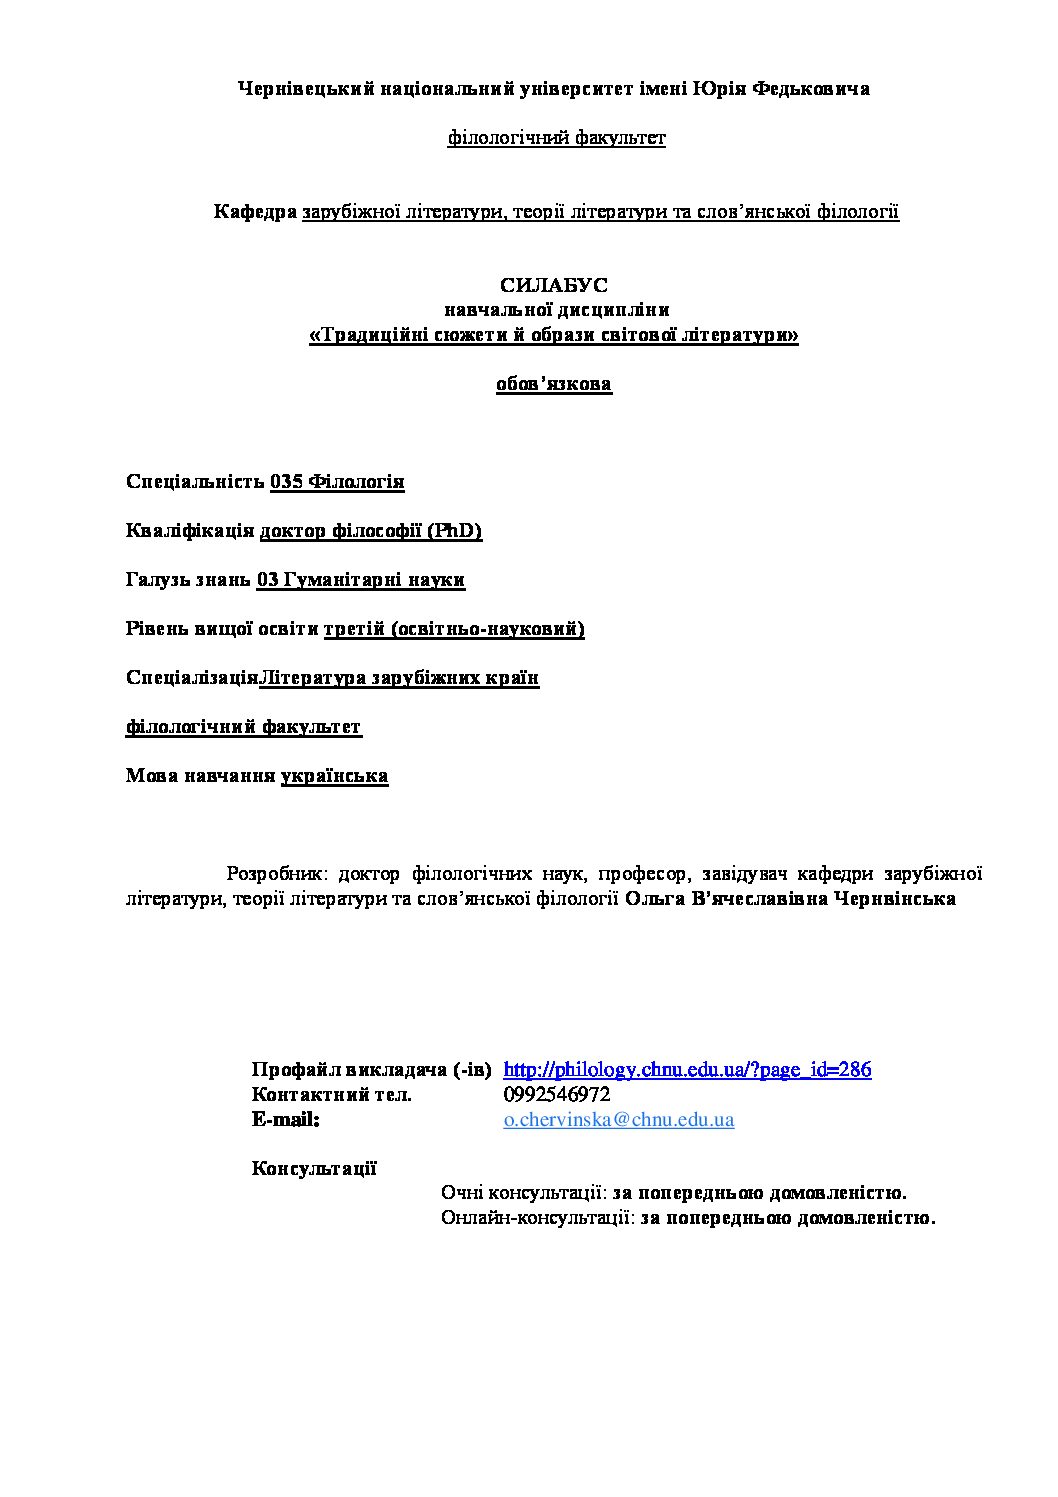 Чернівецький національний університет імені Юрія Федьковича
філологічний факультет
Кафедра зарубіжної літератури, теорії літератури та слов’янської філології
СИЛАБУС
навчальної дисципліни
«Традиційні сюжети й образи світової літератури»
обов’язкова
Спеціальність 035 Філологія
Кваліфікація доктор філософії (PhD)
Галузь знань 03 Гуманітарні науки
Рівень вищої освіти третій (освітньо-науковий)
СпеціалізаціяЛітература зарубіжних країн
філологічний факультет
Мова навчання українська
Розробник: доктор філологічних наук, професор, завідувач кафедри зарубіжної
літератури, теорії літератури та слов’янської філології Ольга В’ячеславівна Червінська
Профайл викладача (-ів) http://philology.chnu.edu.ua/?page_id=286
Контактний тел. 0992546972
E-mail: o.chervinska@chnu.edu.ua
Консультації
Очні консультації: за попередньою домовленістю.
Онлайн-консультації: за попередньою домовленістю.